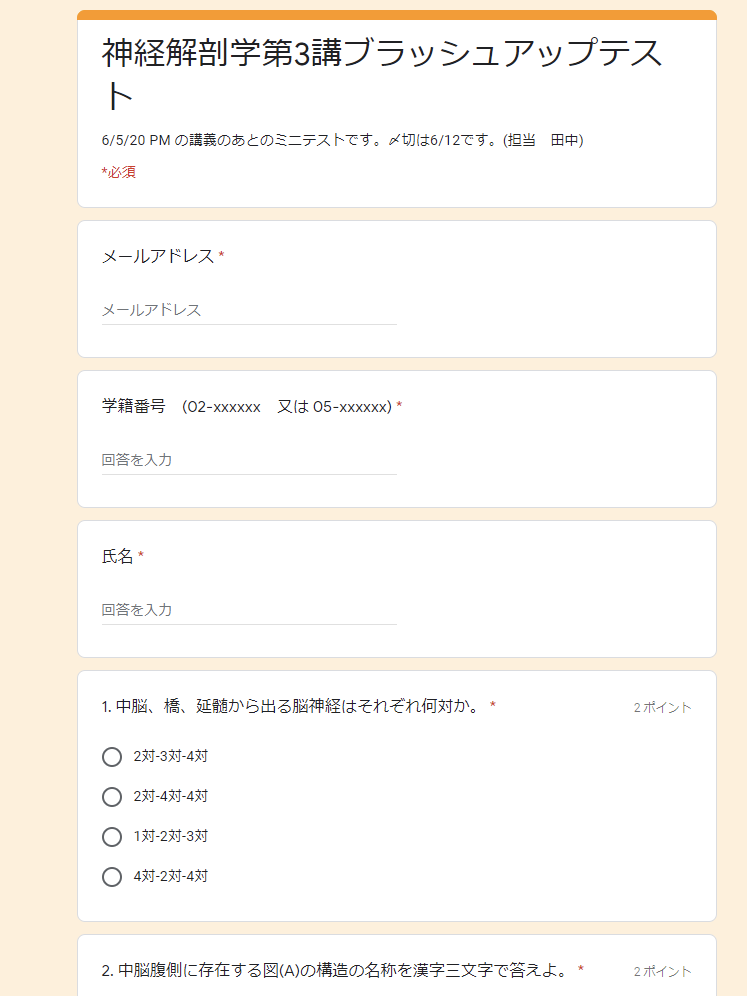 神経解剖学第3講ブラッシュアップテス
ト
6/5/20 PM の講義のあとのミニテストです。〆切は6/12です。(担当　田中)
*必須
メールアドレス *
メールアドレス
学籍番号　(02-xxxxxx　又は 05-xxxxxx) *
回答を入力
氏名 *
回答を入力
1. 中脳、橋、延髄から出る脳神経はそれぞれ何対か。 * 2 ポイント
2対-3対-4対
2対-4対-4対
1対-2対-3対
4対-2対-4対
2. 中脳腹側に存在する図(A)の構造の名称を漢字三文字で答えよ。 * 2 ポイント